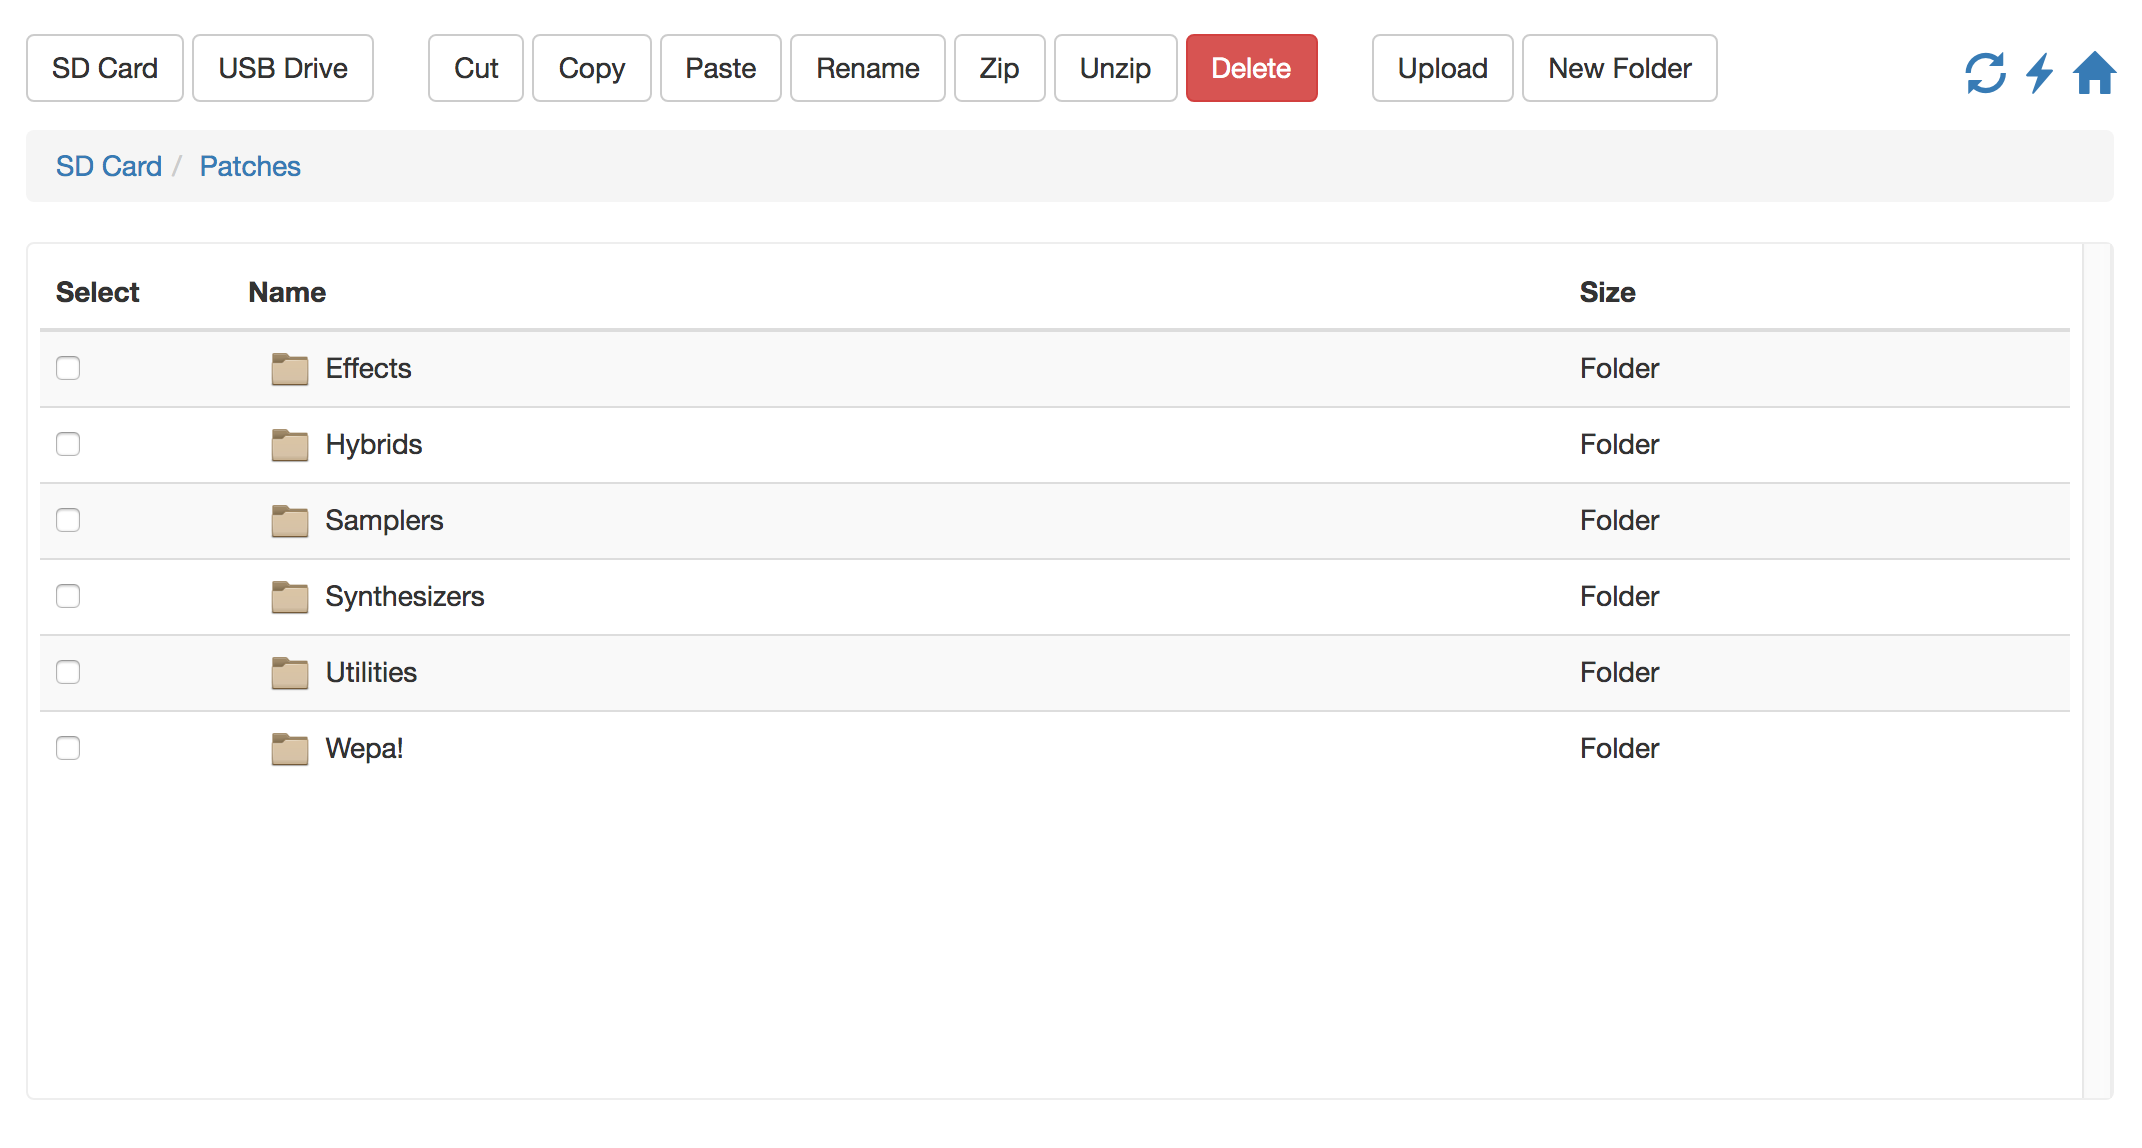 SD Card USB Drive Cut Copy Paste Rename Zip Unzip Delete Upload New Folder
SD Card / Patches
Select Name Size
Effects Folder
Hybrids Folder
Samplers Folder
Synthesizers Folder
Utilities Folder
Wepa! Folder